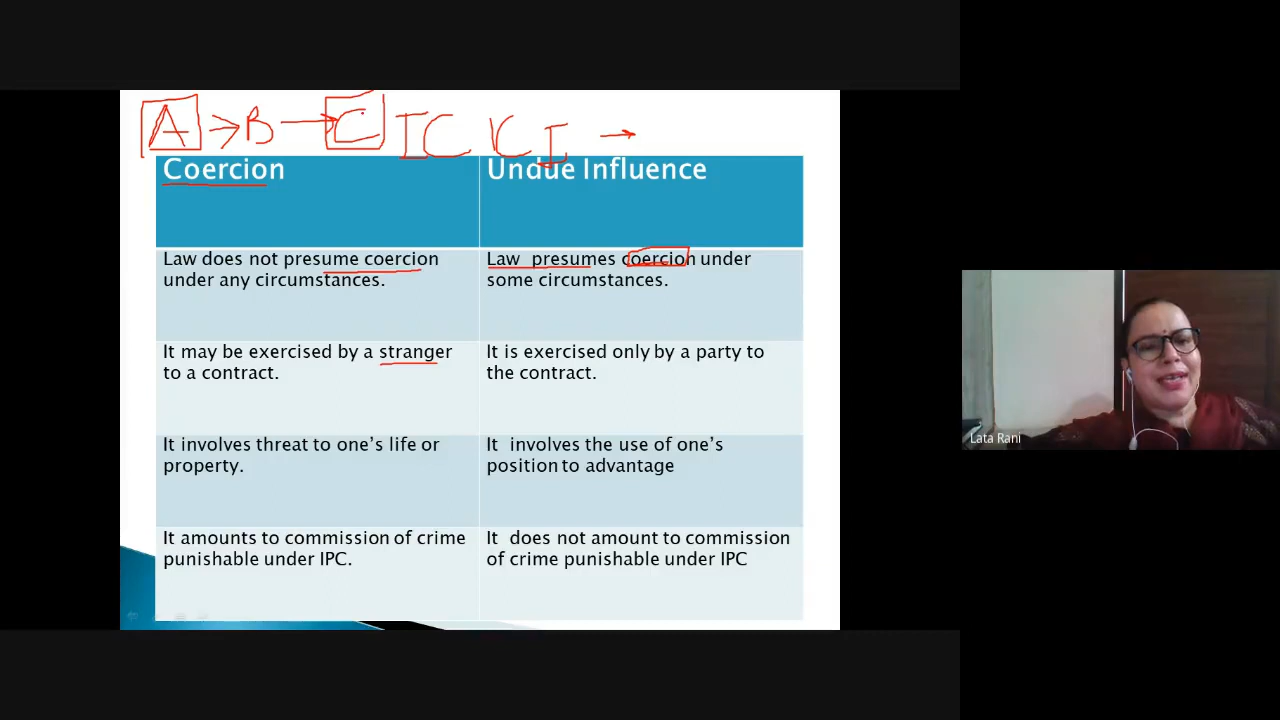 A > B → C IC ICI →
Coercion
Undue Influence
Law does not presume coercion
under any circumstances.
Law presumes coercion under
some circumstances.
It may be exercised by a stranger
to a contract.
It is exercised only by a party to
the contract.
It involves threat to one's life or
property.
It involves the use of one's
position to advantage
It amounts to commission of crime
punishable under IPC.
It does not amount to commission
of crime punishable under IPC
Lata Rani